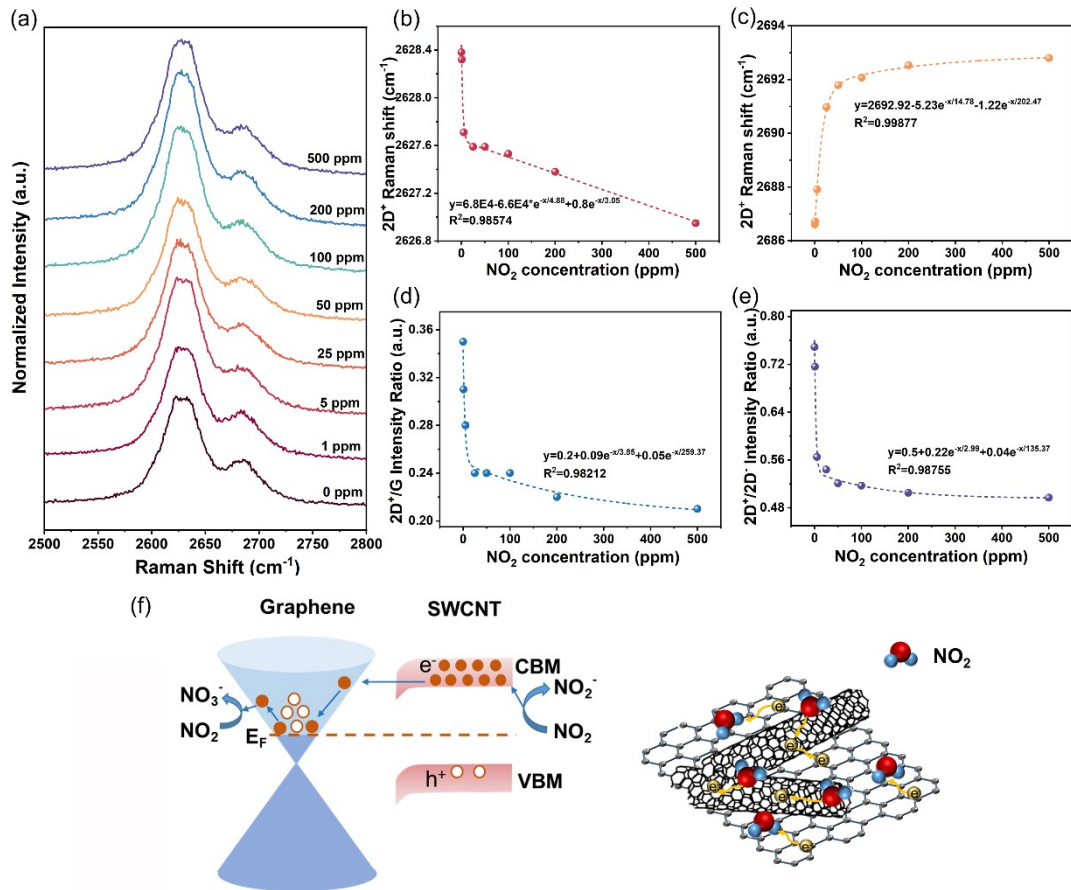 (a)
500 ppm
200 ppm
100 ppm
50 ppm
25 ppm
5 ppm
1 ppm
0 ppm
Normalized Intensity (a.u.)
2500 2550 2600 2650 2700 2750 2800
Raman Shift (cm⁻¹)
(b)
2D⁺ Raman shift (cm⁻¹)
2628.4
2628.0
2627.6
2627.2
2626.8
y=6.8E4-6.6E4*e⁻ˣ/⁴·⁸⁸+0.8e⁻ˣ/³·⁰⁵
R²=0.98574
0 100 200 300 400 500
NO₂ concentration (ppm)
(c)
2D⁺ Raman shift (cm⁻¹)
2694
2692
2690
2688
2686
y=2692.92-5.23e⁻ˣ/¹⁴·⁷⁸-1.22e⁻ˣ/²⁰²·⁴⁷
R²=0.99877
0 100 200 300 400 500
NO₂ concentration (ppm)
(d)
2D⁺/G Intensity Ratio (a.u.)
0.36
0.32
0.28
0.24
0.20
y=0.2+0.09e⁻ˣ/³·⁸⁵+0.05e⁻ˣ/²⁵⁹·³⁷
R²=0.98212
0 100 200 300 400 500
NO₂ concentration (ppm)
(e)
2D⁺/2D⁻ Intensity Ratio (a.u.)
0.72
0.64
0.56
0.48
y=0.5+0.22e⁻ˣ/²·⁹⁹+0.04e⁻ˣ/¹³⁵·³⁷
R²=0.98755
0 100 200 300 400 500
NO₂ concentration (ppm)
(f)
Graphene
SWCNT
e⁻
CBM
NO₃⁻
NO₂
E_F
NO₂⁻
NO₂
h⁺
VBM
NO₂
e⁻
e⁻
e⁻
e⁻
e⁻
e⁻
e⁻